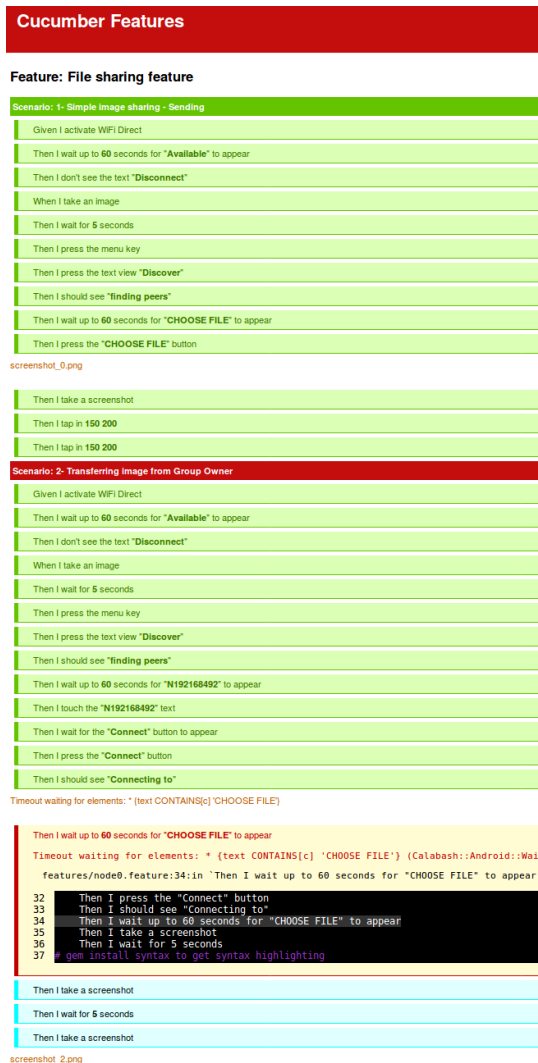 Cucumber Features
Feature: File sharing feature
Scenario: 1- Simple image sharing - Sending
Given I activate WiFi Direct
Then I wait up to 60 seconds for "Available" to appear
Then I don't see the text "Disconnect"
When I take an image
Then I wait for 5 seconds
Then I press the menu key
Then I press the text view "Discover"
Then I should see "finding peers"
Then I wait up to 60 seconds for "CHOOSE FILE" to appear
Then I press the "CHOOSE FILE" button
screenshot_0.png
Then I take a screenshot
Then I tap in 150 200
Then I tap in 150 200
Scenario: 2- Transferring image from Group Owner
Given I activate WiFi Direct
Then I wait up to 60 seconds for "Available" to appear
Then I don't see the text "Disconnect"
When I take an image
Then I wait for 5 seconds
Then I press the menu key
Then I press the text view "Discover"
Then I should see "finding peers"
Then I wait up to 60 seconds for "N192168492" to appear
Then I touch the "N192168492" text
Then I wait for the "Connect" button to appear
Then I press the "Connect" button
Then I should see "Connecting to"
Timeout waiting for elements: * {text CONTAINS[c] 'CHOOSE FILE'}
Then I wait up to 60 seconds for "CHOOSE FILE" to appear
Timeout waiting for elements: * {text CONTAINS[c] 'CHOOSE FILE'} (Calabash::Android::Wai
features/node0.feature:34:in `Then I wait up to 60 seconds for "CHOOSE FILE" to appear
32 Then I press the "Connect" button
33 Then I should see "Connecting to"
34 Then I wait up to 60 seconds for "CHOOSE FILE" to appear
35 Then I take a screenshot
36 Then I wait for 5 seconds
37 # gem install syntax to get syntax highlighting
Then I take a screenshot
Then I wait for 5 seconds
Then I take a screenshot
screenshot_2.png